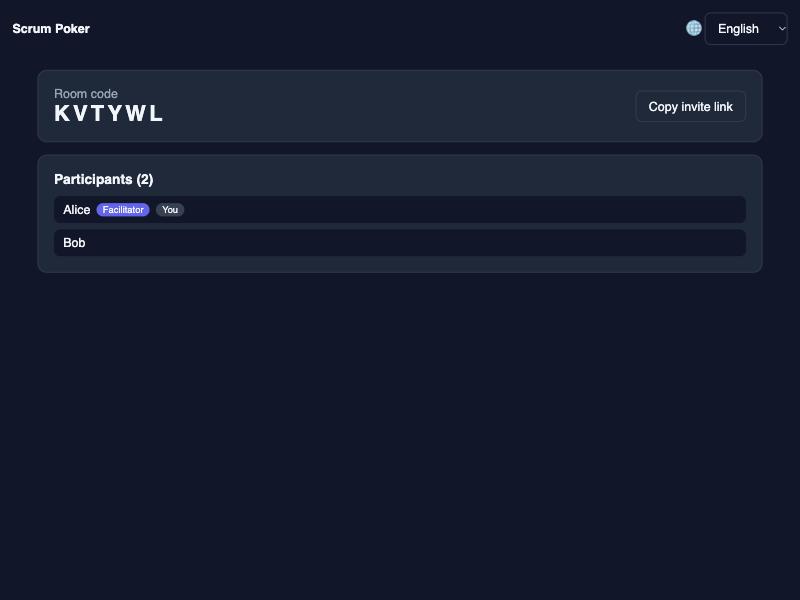 Scrum Poker
English
Room code
KVTYWL
Copy invite link
Participants (2)
Alice Facilitator You
Bob